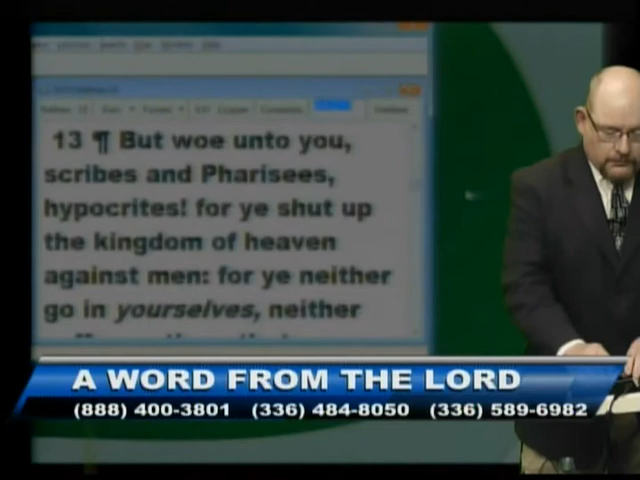 13 ¶ But woe unto you,
scribes and Pharisees,
hypocrites! for ye shut up
the kingdom of heaven
against men: for ye neither
go in yourselves, neither
A WORD FROM THE LORD
(888) 400-3801 (336) 484-8050 (336) 589-6982